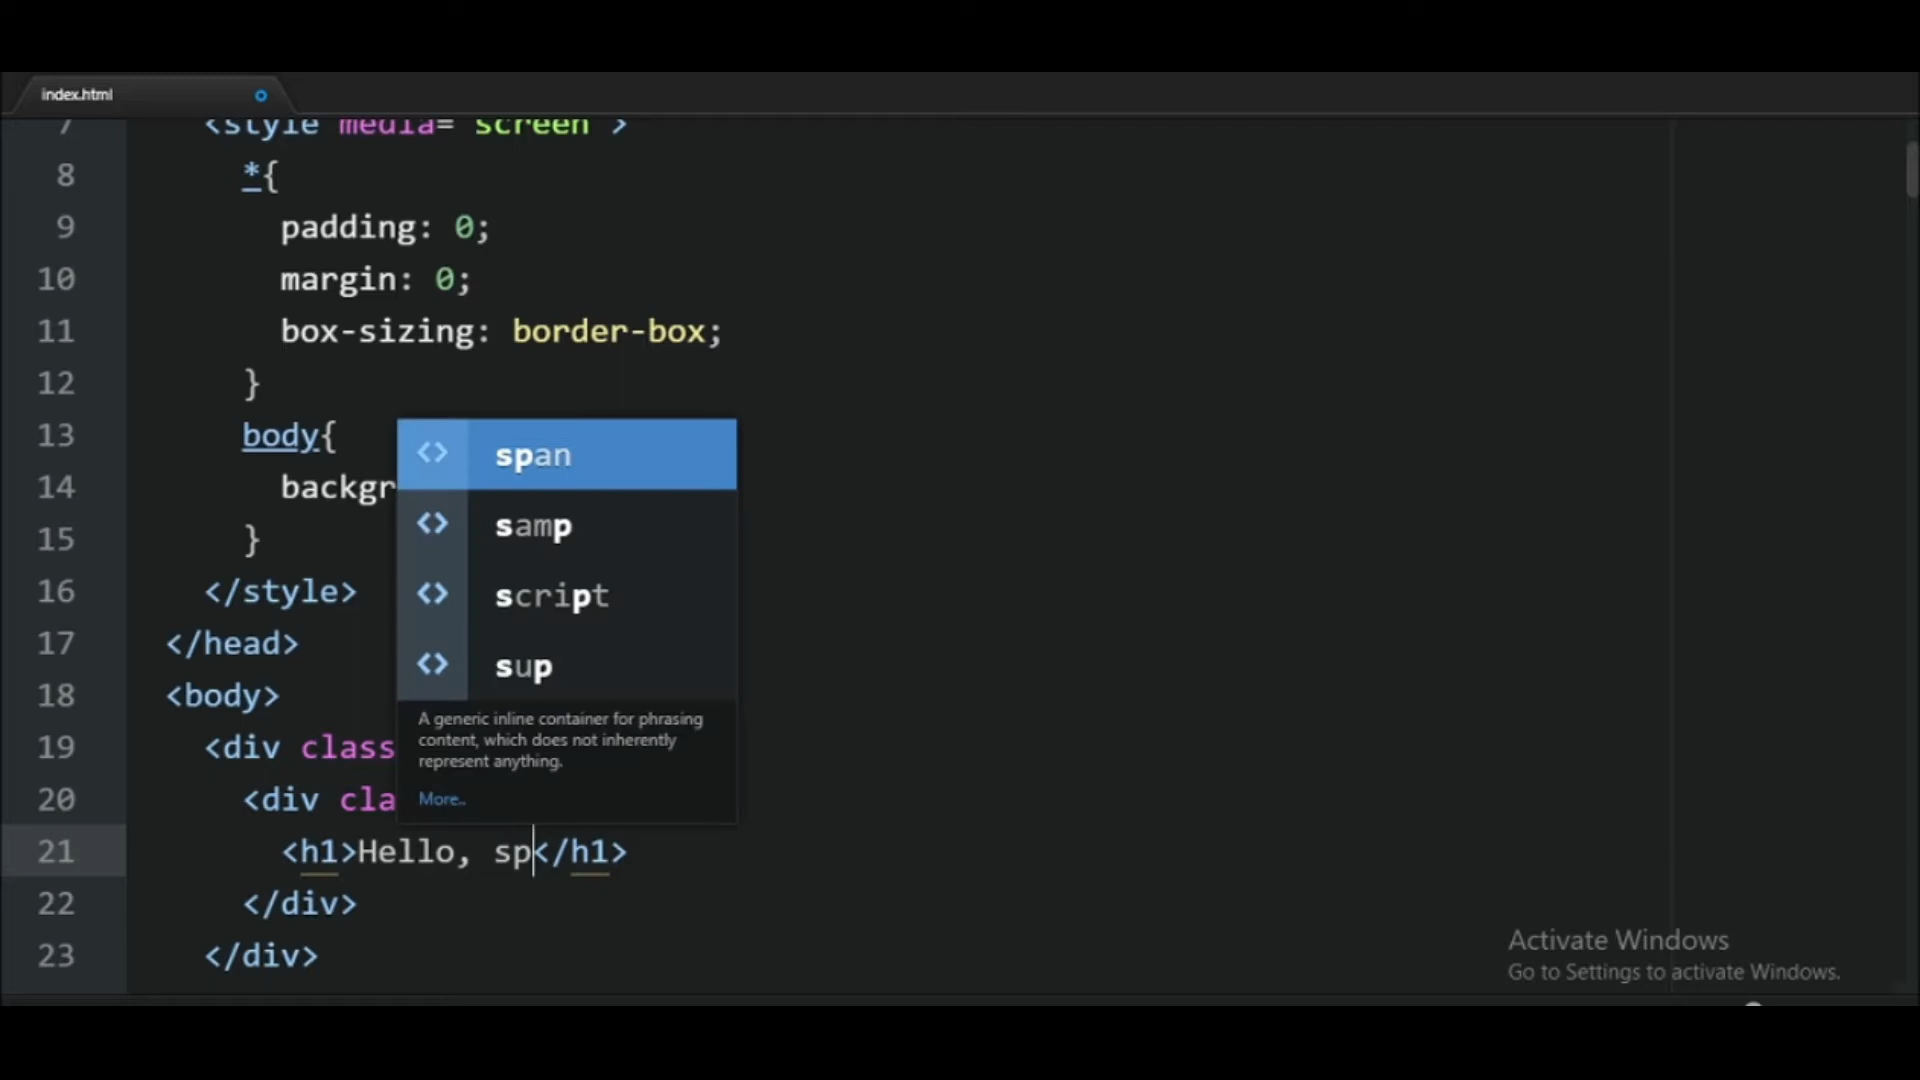 index.html
7 <style media="screen">
8 *{
9 padding: 0;
10 margin: 0;
11 box-sizing: border-box;
12 }
13 body{
14 backgr
15 }
16 </style>
17 </head>
18 <body>
19 <div class
20 <div cla
21 <h1>Hello, sp</h1>
22 </div>
23 </div>
span
samp
script
sup
A generic inline container for phrasing
content, which does not inherently
represent anything.
More..
Activate Windows
Go to Settings to activate Windows.